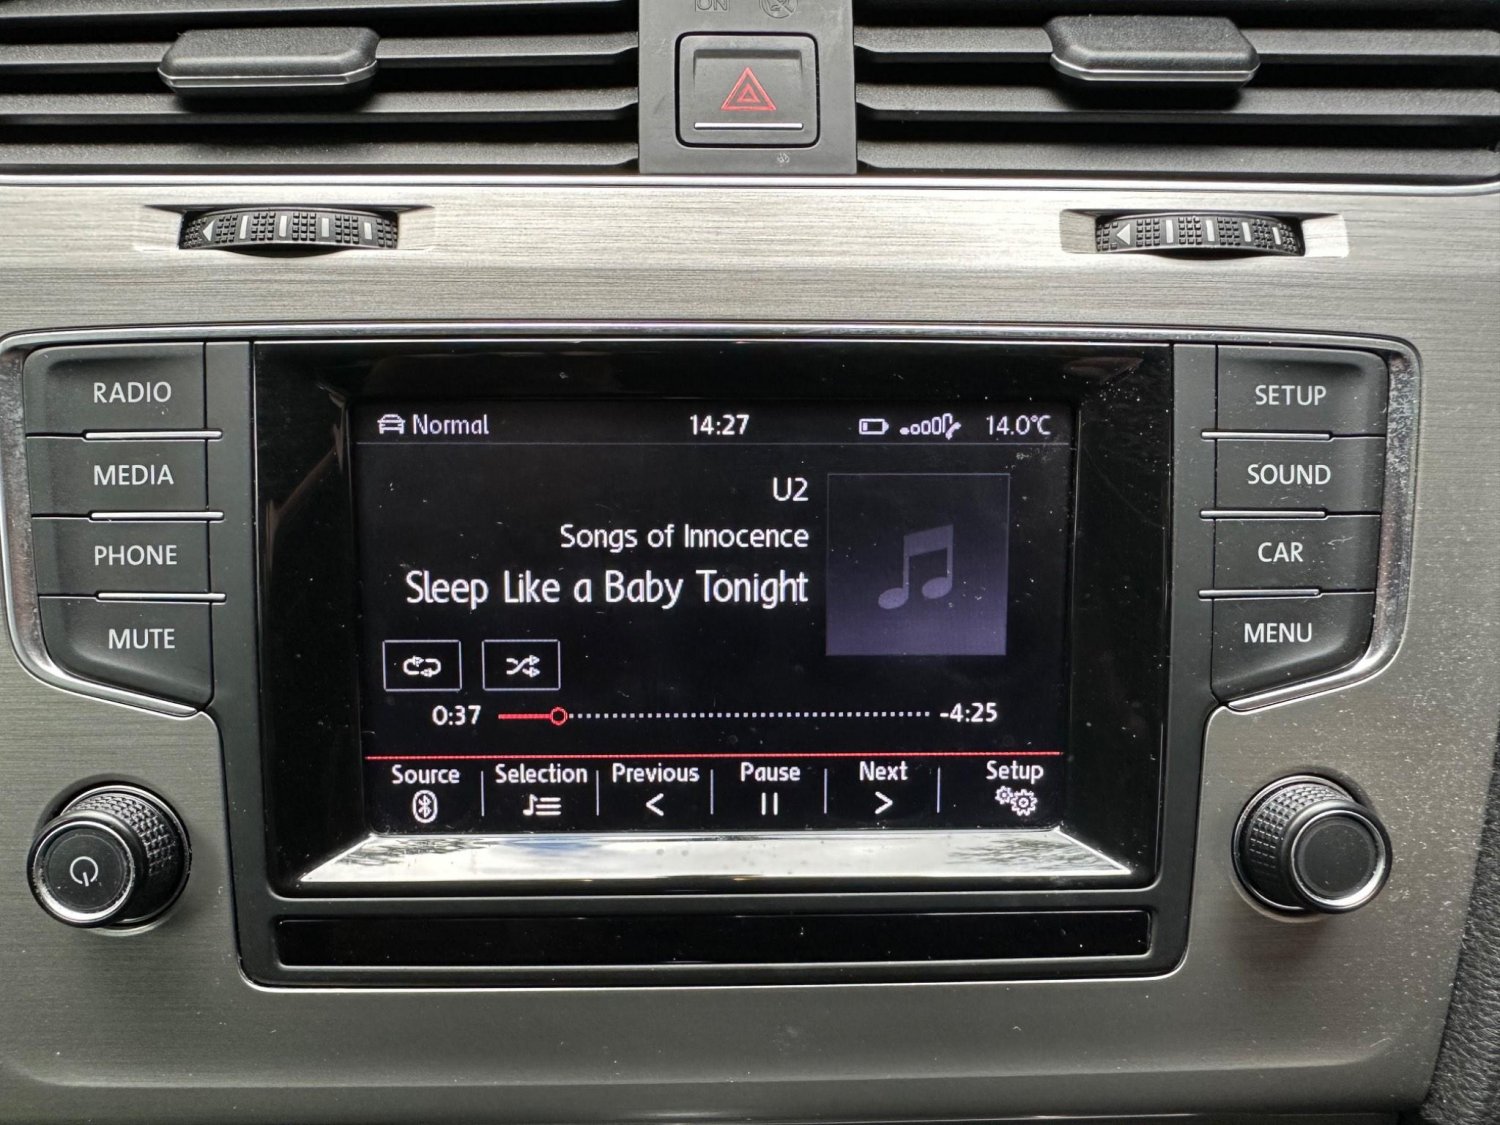 ON
RADIO
MEDIA
PHONE
MUTE
Normal 14:27 14.0°C
U2
Songs of Innocence
Sleep Like a Baby Tonight
0:37 -4:25
Source Selection Previous Pause Next Setup
SETUP
SOUND
CAR
MENU